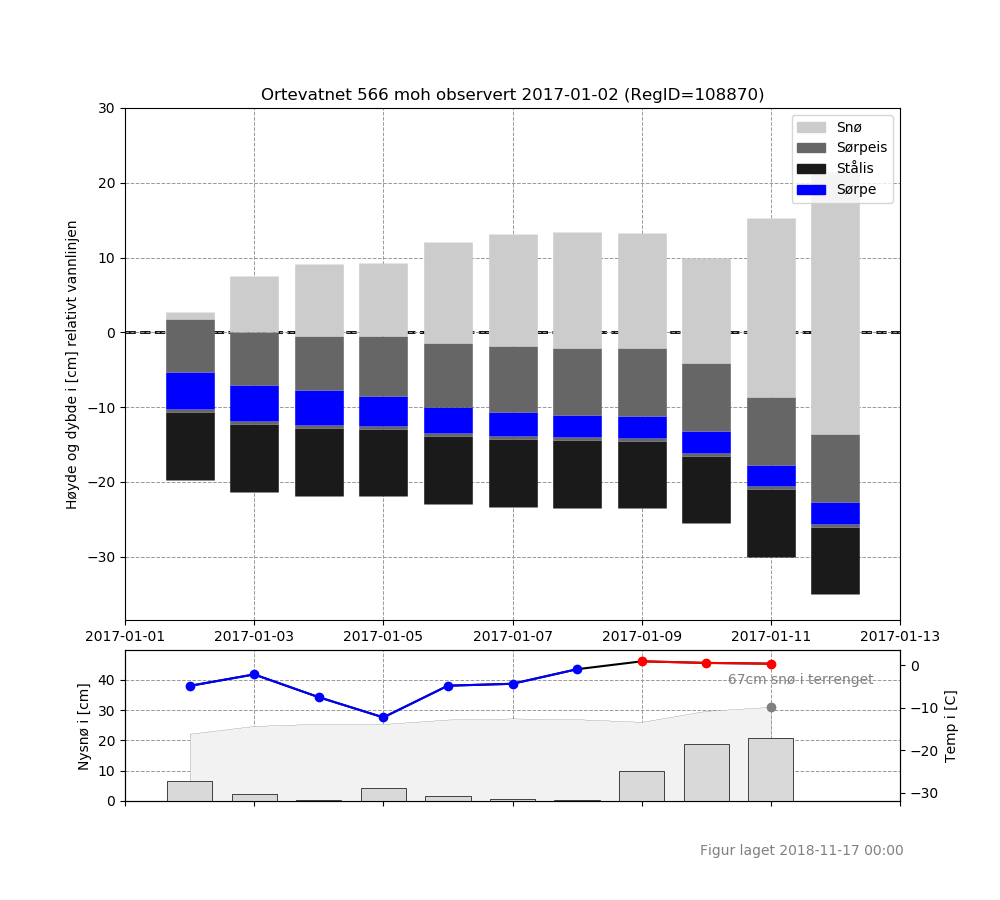 Ortevatnet 566 moh observert 2017-01-02 (RegID=108870)
Høyde og dybde i [cm] relativt vannlinjen
30
20
10
0
−10
−20
−30
Snø
Sørpeis
Stålis
Sørpe
2017-01-01 2017-01-03 2017-01-05 2017-01-07 2017-01-09 2017-01-11 2017-01-13
Nysnø i [cm]
40
30
20
10
0
67cm snø i terrenget
0
−10
−20
−30
Temp i [C]
Figur laget 2018-11-17 00:00